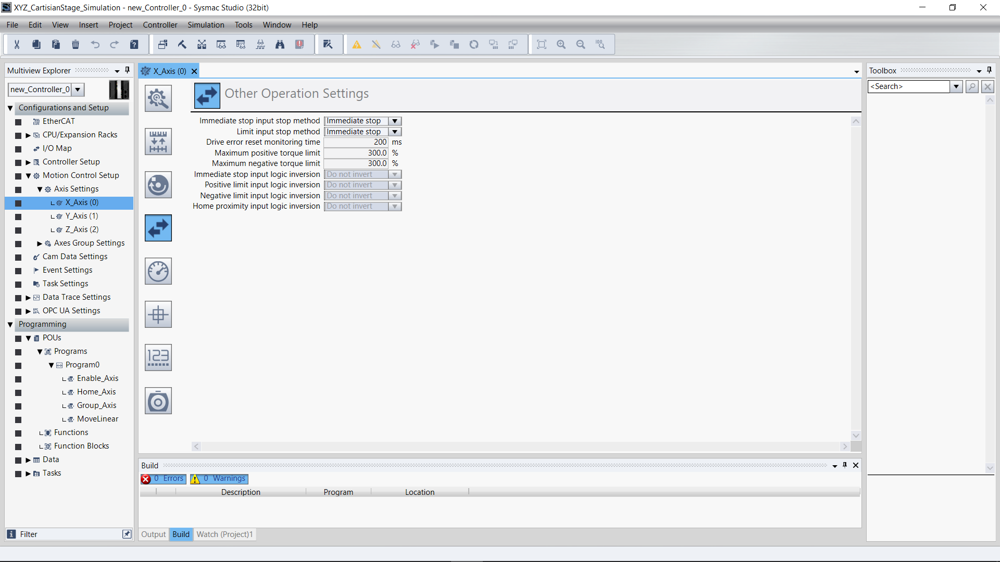 XYZ_CartisianStage_Simulation - new_Controller_0 - Sysmac Studio (32bit)
File Edit View Insert Project Controller Simulation Tools Window Help
Multiview Explorer
new_Controller_0
Configurations and Setup
EtherCAT
CPU/Expansion Racks
I/O Map
Controller Setup
Motion Control Setup
Axis Settings
X_Axis (0)
Y_Axis (1)
Z_Axis (2)
Axes Group Settings
Cam Data Settings
Event Settings
Task Settings
Data Trace Settings
OPC UA Settings
Programming
POUs
Programs
Program0
Enable_Axis
Home_Axis
Group_Axis
MoveLinear
Functions
Function Blocks
Data
Tasks
Filter
X_Axis (0)
Other Operation Settings
Immediate stop input stop method Immediate stop
Limit input stop method Immediate stop
Drive error reset monitoring time 200 ms
Maximum positive torque limit 300.0 %
Maximum negative torque limit 300.0 %
Immediate stop input logic inversion Do not invert
Positive limit input logic inversion Do not invert
Negative limit input logic inversion Do not invert
Home proximity input logic inversion Do not invert
123
Build
0 Errors 0 Warnings
Description Program Location
Output Build Watch (Project)1
Toolbox
<Search>